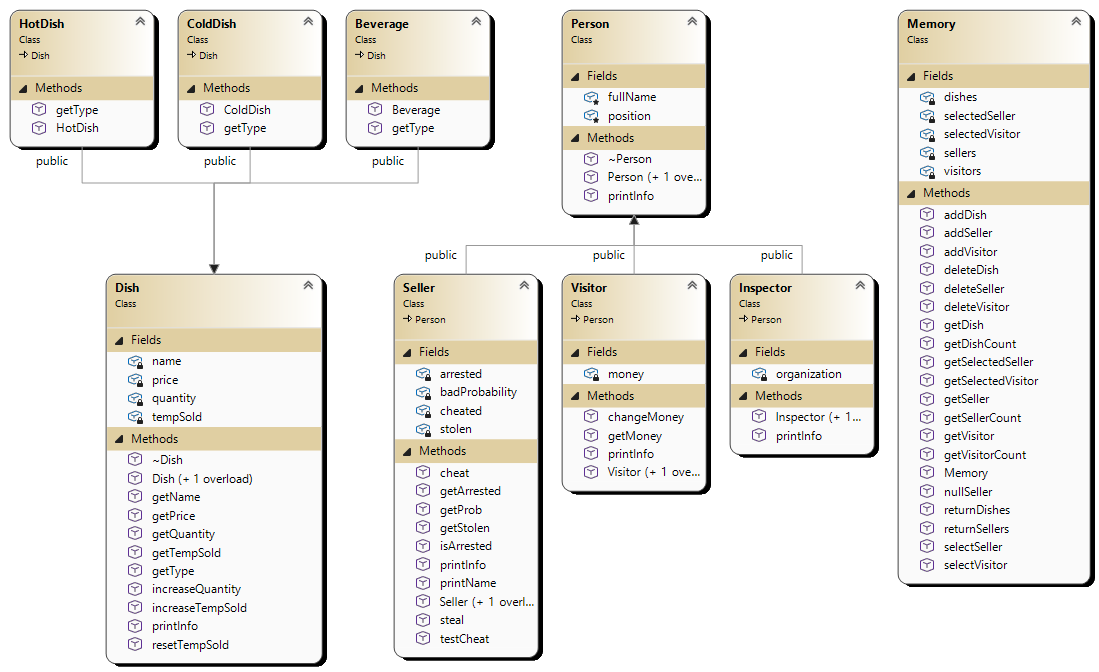 HotDish
Class
Dish
Methods
getType
HotDish
public
ColdDish
Class
Dish
Methods
ColdDish
getType
public
Beverage
Class
Dish
Methods
Beverage
getType
public
Person
Class
Fields
fullName
position
Methods
~Person
Person (+ 1 ove...
printInfo
Memory
Class
Fields
dishes
selectedSeller
selectedVisitor
sellers
visitors
Methods
addDish
addSeller
addVisitor
deleteDish
deleteSeller
deleteVisitor
getDish
getDishCount
getSelectedSeller
getSelectedVisitor
getSeller
getSellerCount
getVisitor
getVisitorCount
Memory
nullSeller
returnDishes
returnSellers
selectSeller
selectVisitor
Dish
Class
Fields
name
price
quantity
tempSold
Methods
~Dish
Dish (+ 1 overload)
getName
getPrice
getQuantity
getTempSold
getType
increaseQuantity
increaseTempSold
printInfo
resetTempSold
public
Seller
Class
Person
Fields
arrested
badProbability
cheated
stolen
Methods
cheat
getArrested
getProb
getStolen
isArrested
printInfo
printName
Seller (+ 1 overl...
steal
testCheat
public
Visitor
Class
Person
Fields
money
Methods
changeMoney
getMoney
printInfo
Visitor (+ 1 ove...
public
Inspector
Class
Person
Fields
organization
Methods
Inspector (+ 1...
printInfo